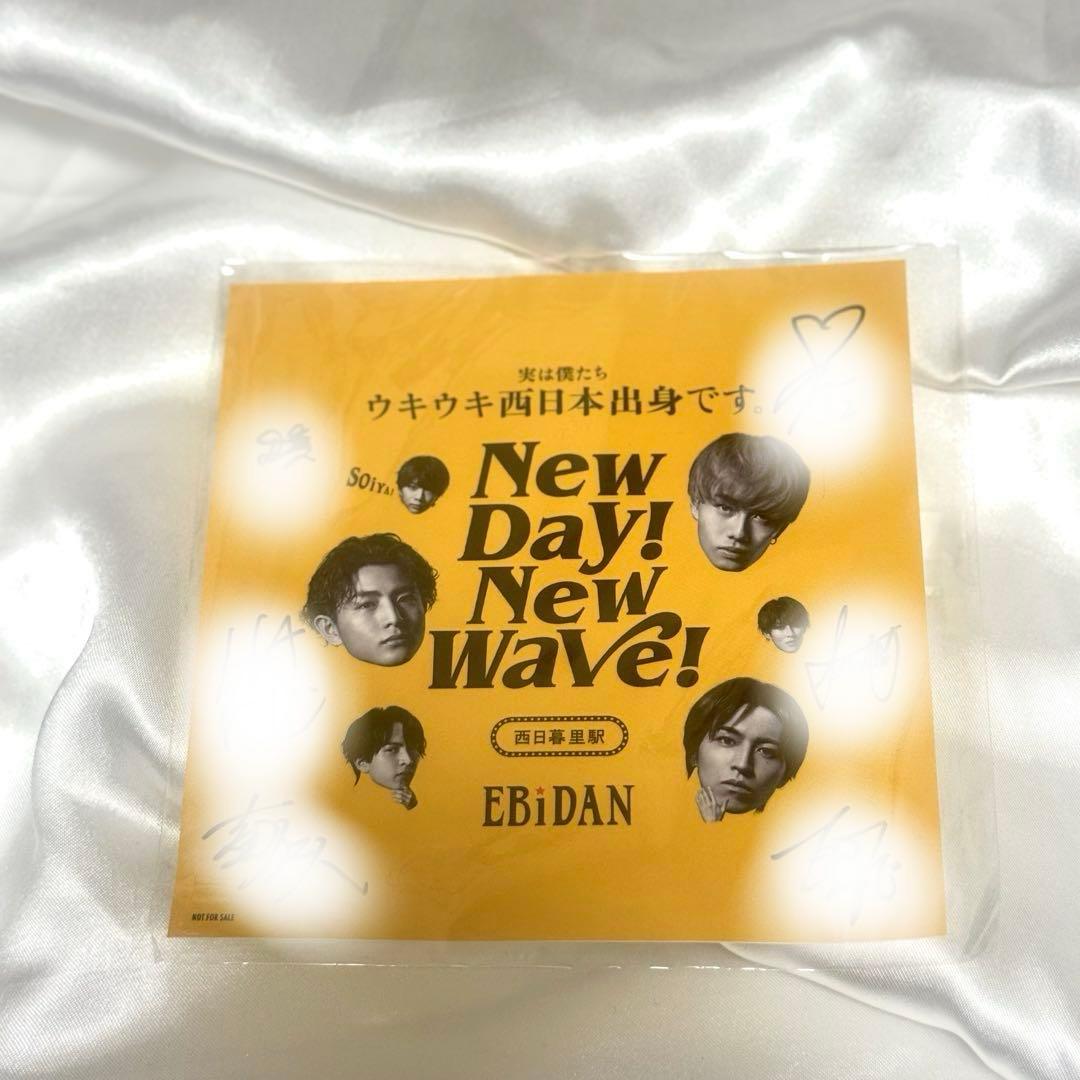 実は僕たち
ウキウキ西日本出身です。
SOiYA!
New
Day!
New
Wave!
西日暮里駅
EBiDAN
NOT FOR SALE